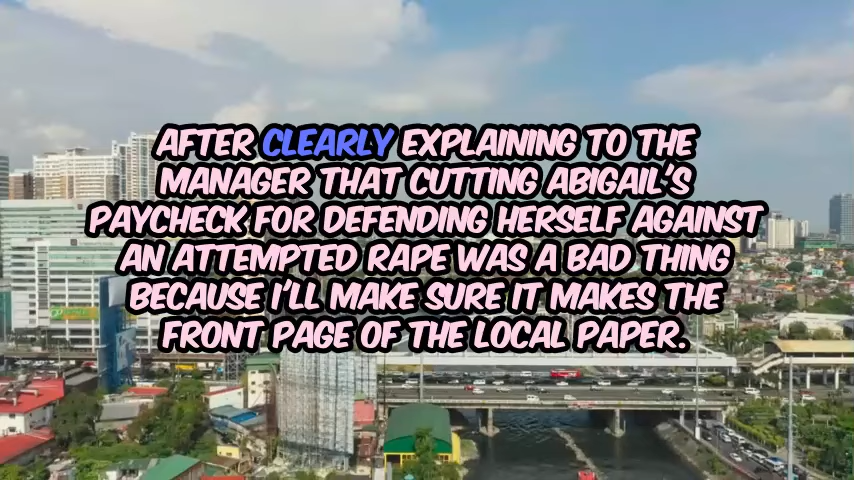 AFTER CLEARLY EXPLAINING TO THE
MANAGER THAT CUTTING ABIGAIL'S
PAYCHECK FOR DEFENDING HERSELF AGAINST
AN ATTEMPTED RAPE WAS A BAD THING
BECAUSE I'LL MAKE SURE IT MAKES THE
FRONT PAGE OF THE LOCAL PAPER.